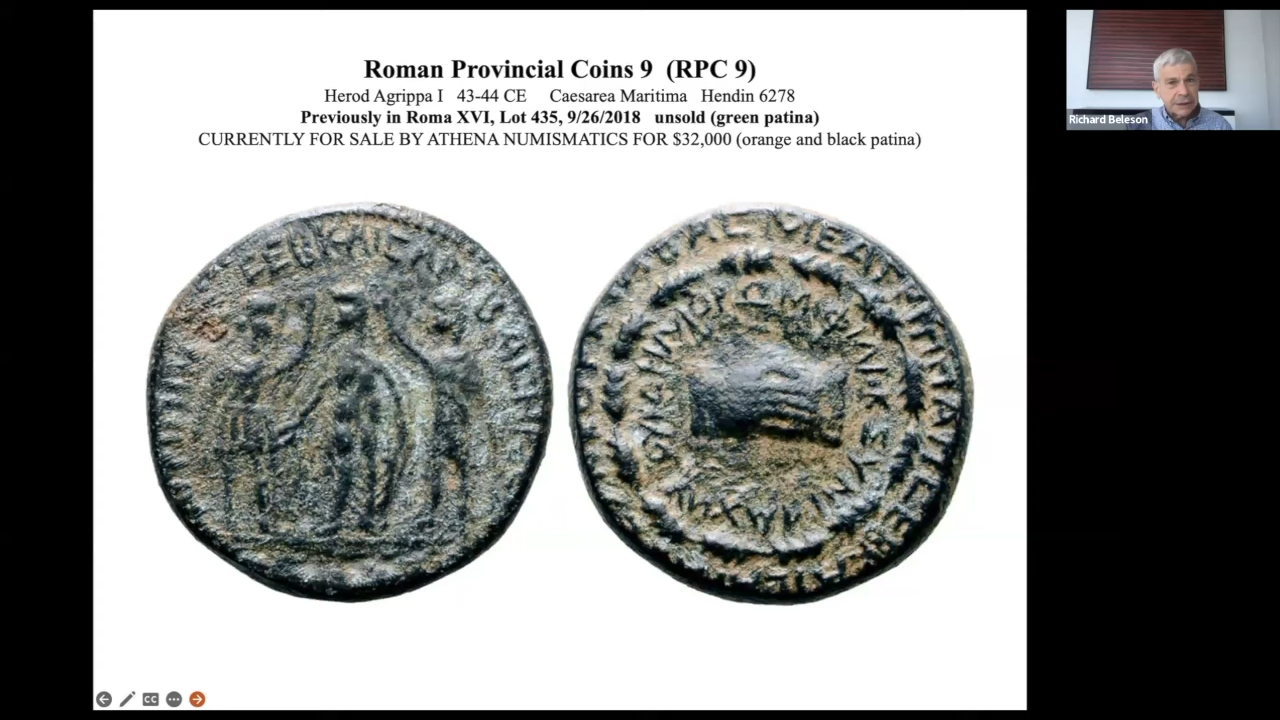 Roman Provincial Coins 9 (RPC 9)
Herod Agrippa I 43-44 CE Caesarea Maritima Hendin 6278
Previously in Roma XVI, Lot 435, 9/26/2018 unsold (green patina)
CURRENTLY FOR SALE BY ATHENA NUMISMATICS FOR $32,000 (orange and black patina)
Richard Beleson
CC